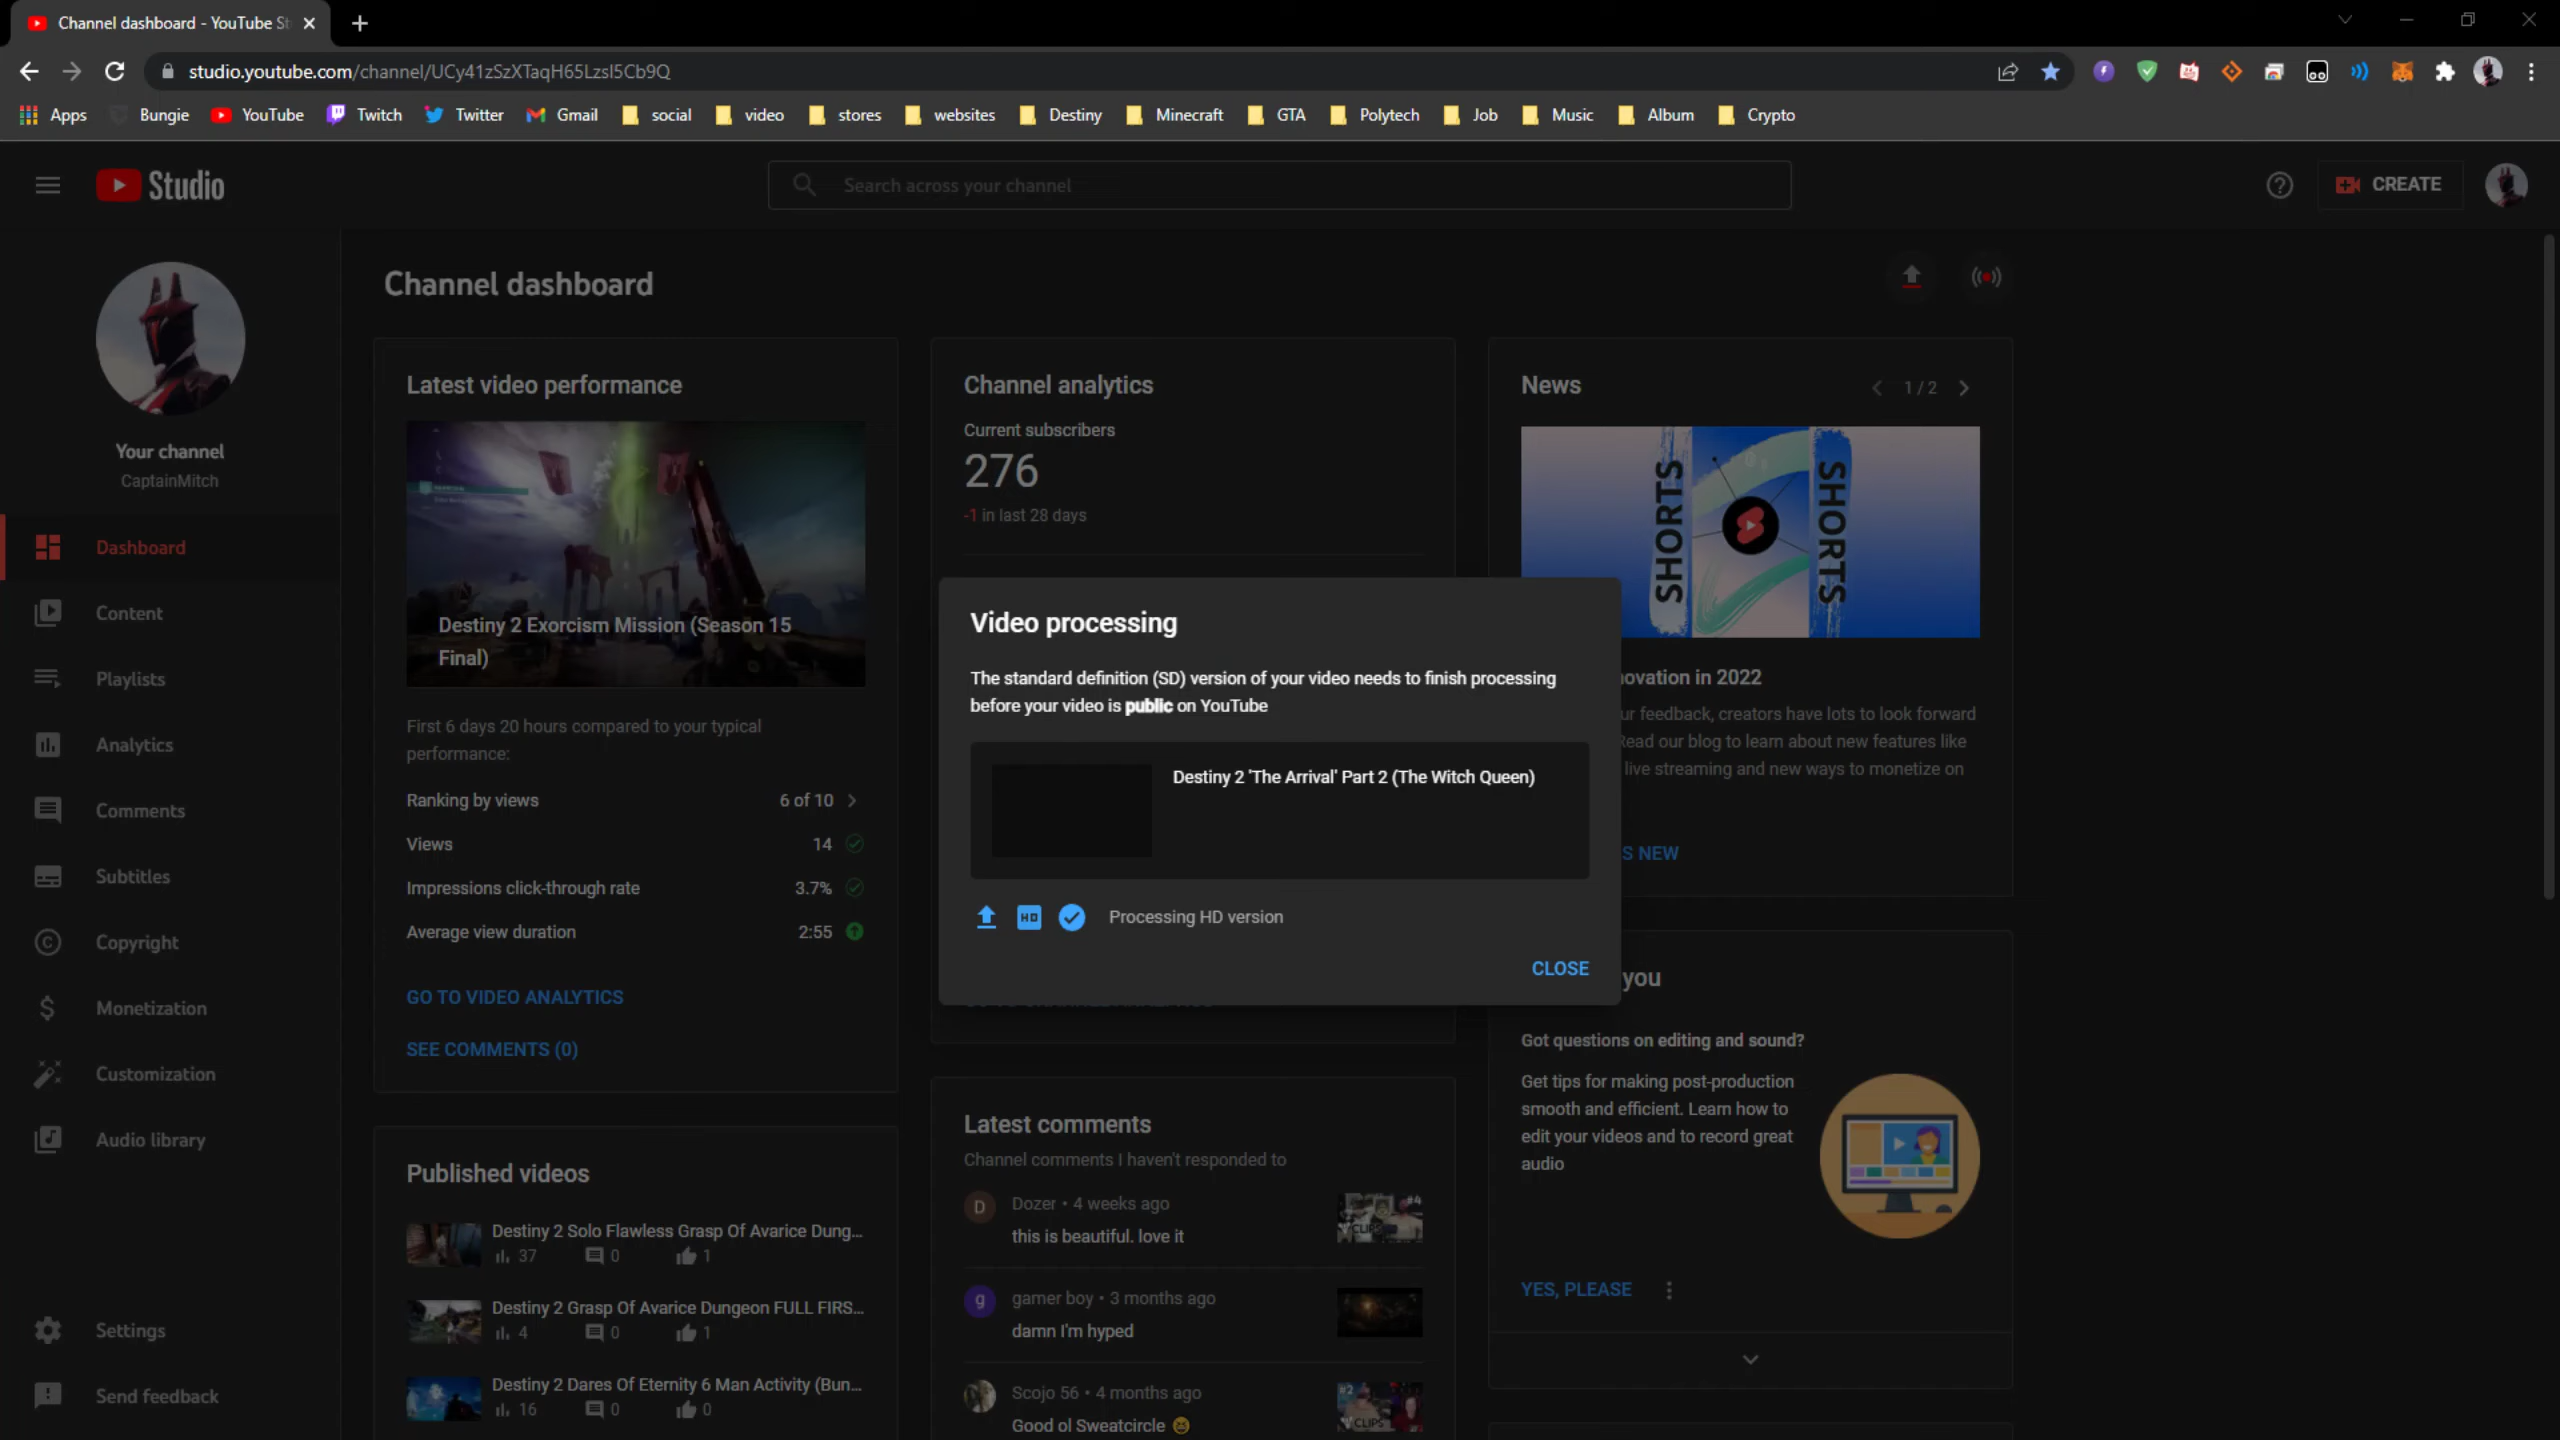 Channel dashboard - YouTube St
studio.youtube.com/channel/UCy41zSzXTaqH65LzsI5Cb9Q
Apps
Bungie
YouTube
Twitch
Twitter
Gmail
social
video
stores
websites
Destiny
Minecraft
GTA
Polytech
Job
Music
Album
Crypto
Studio
Search across your channel
CREATE
Your channel
CaptainMitch
Dashboard
Content
Playlists
Analytics
Comments
Subtitles
Copyright
Monetization
Customization
Audio library
Settings
Send feedback
Channel dashboard
Latest video performance
Destiny 2 Exorcism Mission (Season 15
Final)
First 6 days 20 hours compared to your typical
performance:
Ranking by views 6 of 10
Views 14
Impressions click-through rate 3.7%
Average view duration 2:55
GO TO VIDEO ANALYTICS
SEE COMMENTS (0)
Published videos
Destiny 2 Solo Flawless Grasp Of Avarice Dung...
37 0 1
Destiny 2 Grasp Of Avarice Dungeon FULL FIRS...
4 0 1
Destiny 2 Dares Of Eternity 6 Man Activity (Bun...
16 0 0
Channel analytics
Current subscribers
276
-1 in last 28 days
Video processing
The standard definition (SD) version of your video needs to finish processing
before your video is public on YouTube
Destiny 2 'The Arrival' Part 2 (The Witch Queen)
HD
Processing HD version
CLOSE
Latest comments
Channel comments I haven't responded to
D
Dozer • 4 weeks ago
this is beautiful. love it
#4
CLIPS
g
gamer boy • 3 months ago
damn I'm hyped
Scojo 56 • 4 months ago
Good ol Sweatcircle 😆
#2
CLIPS
News
1 / 2
SHORTS
SHORTS
ovation in 2022
ur feedback, creators have lots to look forward
Read our blog to learn about new features like
live streaming and new ways to monetize on
S NEW
you
Got questions on editing and sound?
Get tips for making post-production
smooth and efficient. Learn how to
edit your videos and to record great
audio
YES, PLEASE